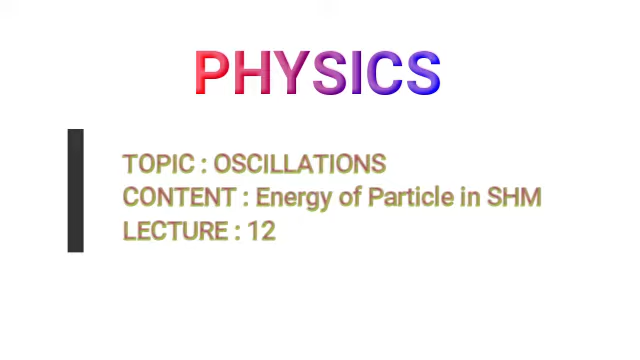 PHYSICS
TOPIC : OSCILLATIONS
CONTENT : Energy of Particle in SHM
LECTURE : 12